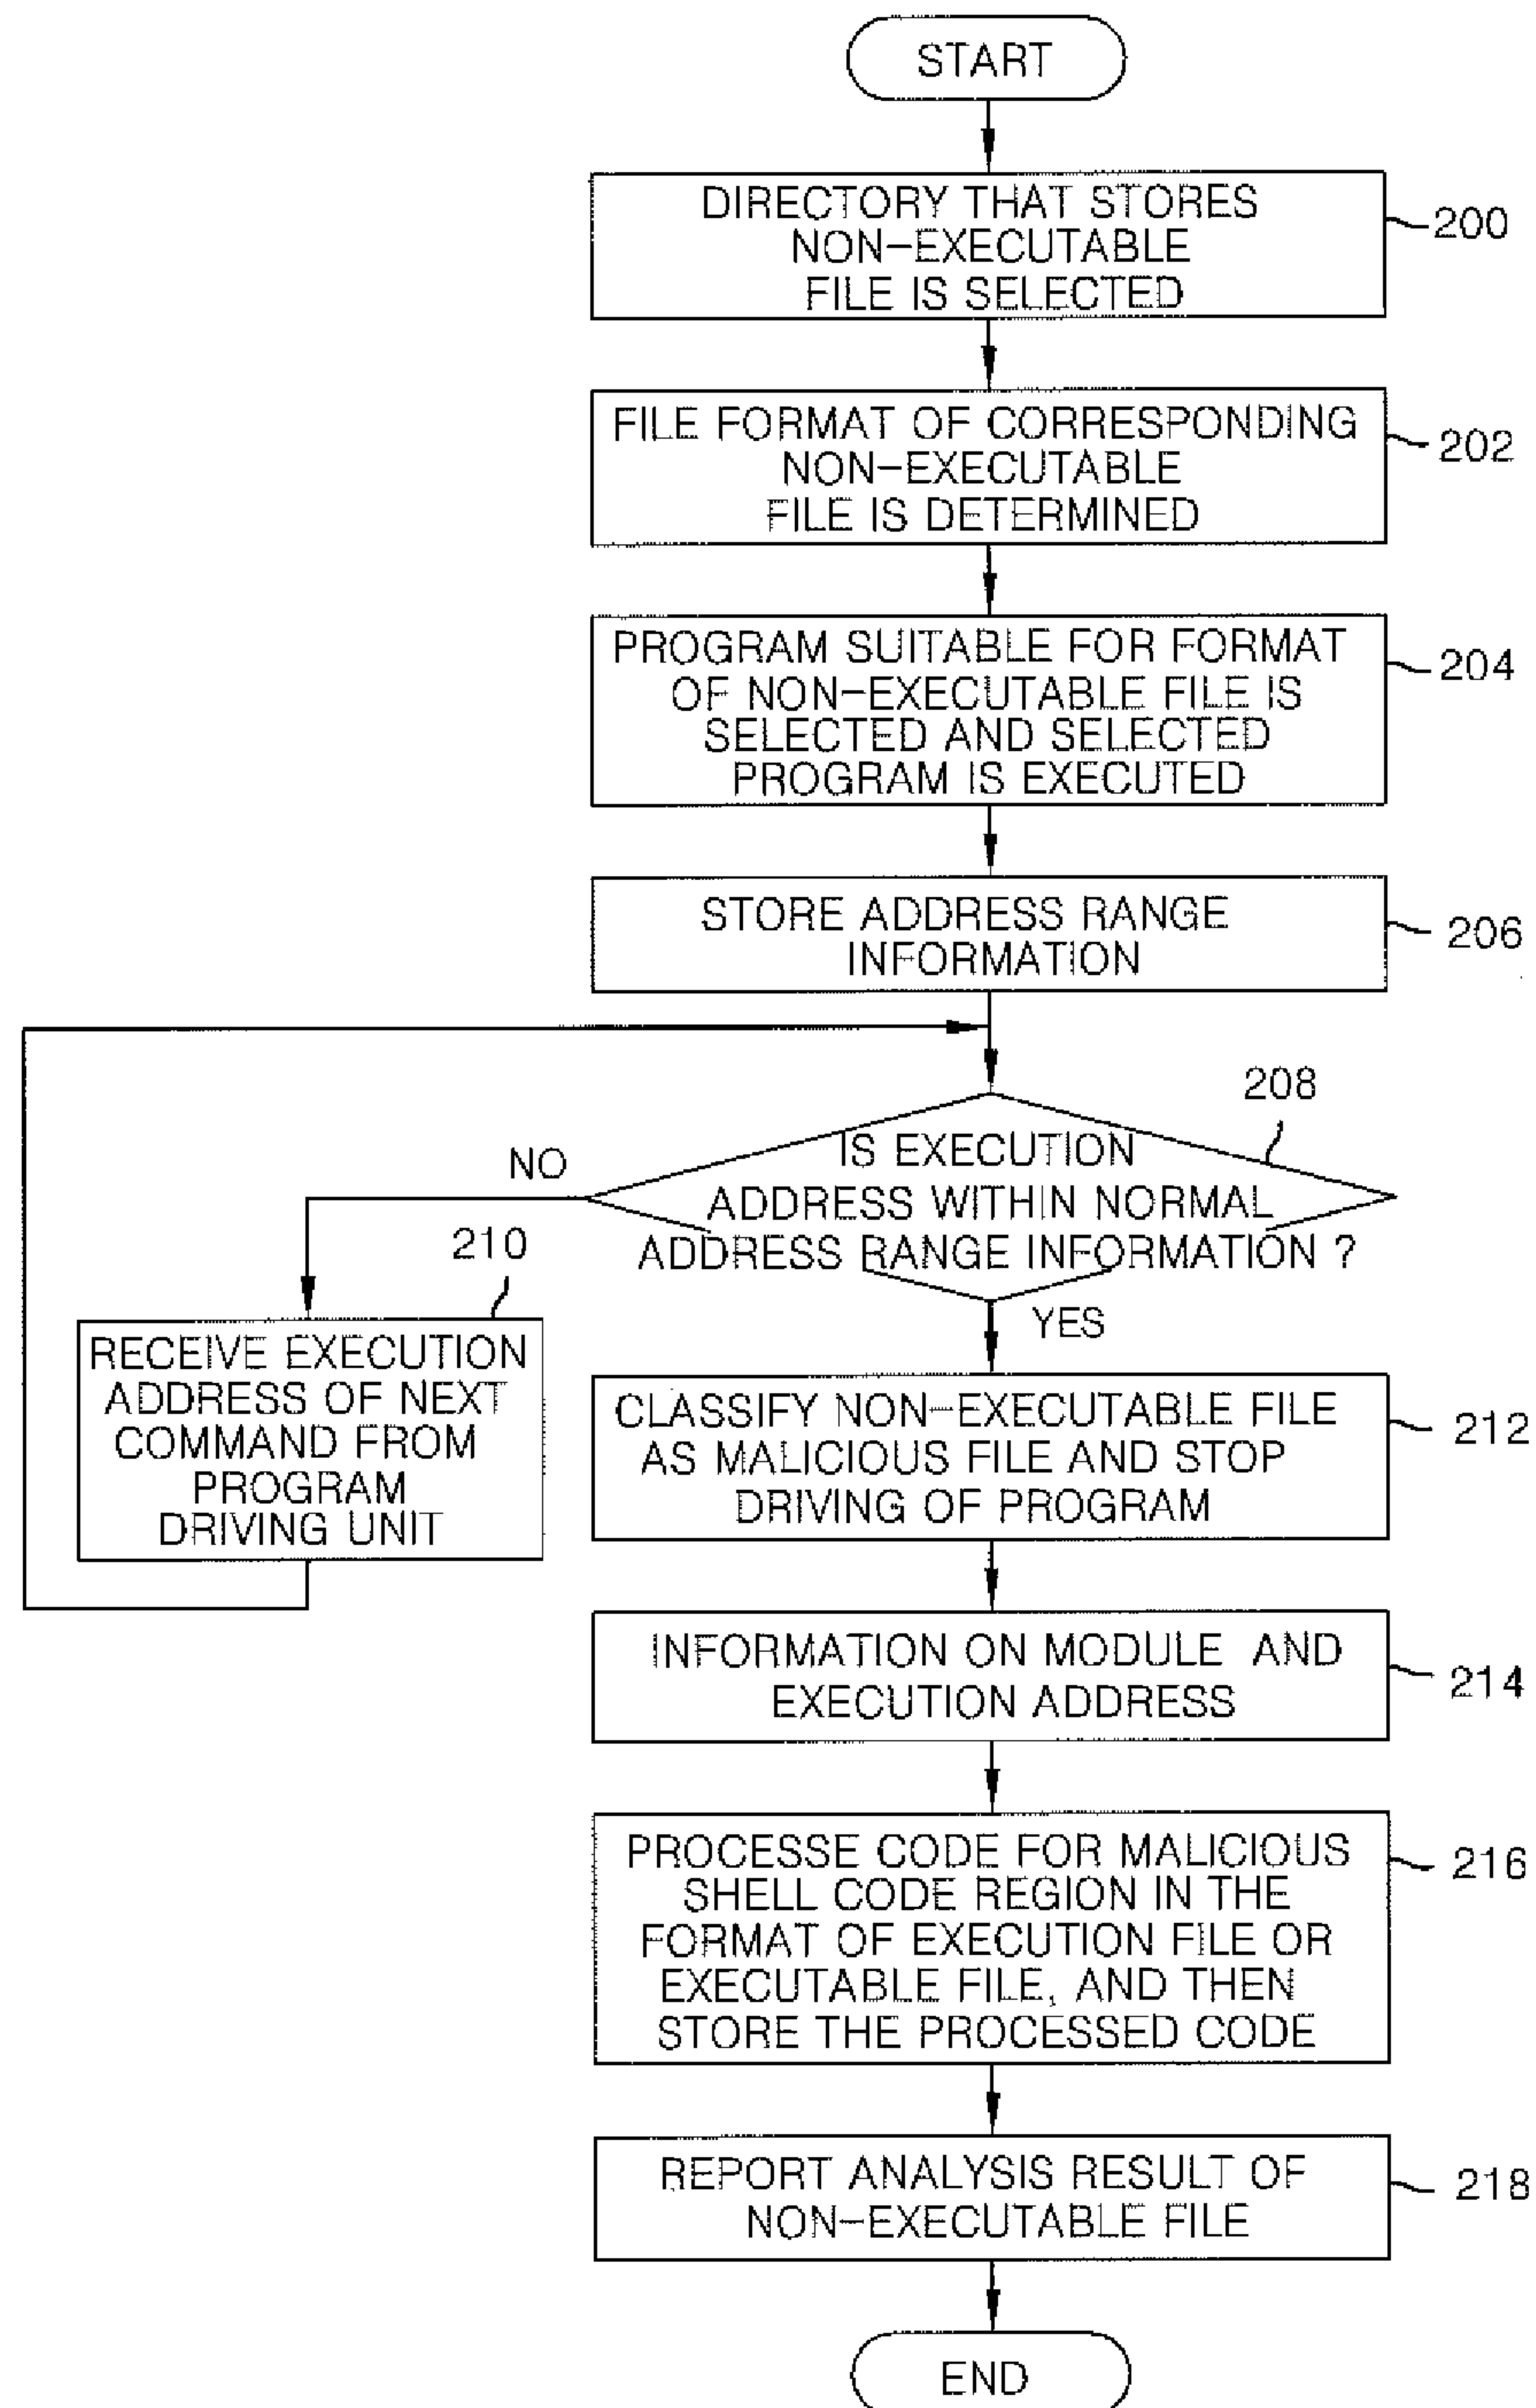 START
DIRECTORY THAT STORES
NON-EXECUTABLE
FILE IS SELECTED
200
FILE FORMAT OF CORRESPONDING
NON-EXECUTABLE
FILE IS DETERMINED
202
PROGRAM SUITABLE FOR FORMAT
OF NON-EXECUTABLE FILE IS
SELECTED AND SELECTED
PROGRAM IS EXECUTED
204
STORE ADDRESS RANGE
INFORMATION
206
208
IS EXECUTION
ADDRESS WITHIN NORMAL
ADDRESS RANGE INFORMATION ?
NO
YES
210
RECEIVE EXECUTION
ADDRESS OF NEXT
COMMAND FROM
PROGRAM
DRIVING UNIT
CLASSIFY NON-EXECUTABLE FILE
AS MALICIOUS FILE AND STOP
DRIVING OF PROGRAM
212
INFORMATION ON MODULE AND
EXECUTION ADDRESS
214
PROCESSE CODE FOR MALICIOUS
SHELL CODE REGION IN THE
FORMAT OF EXECUTION FILE OR
EXECUTABLE FILE, AND THEN
STORE THE PROCESSED CODE
216
REPORT ANALYSIS RESULT OF
NON-EXECUTABLE FILE
218
END